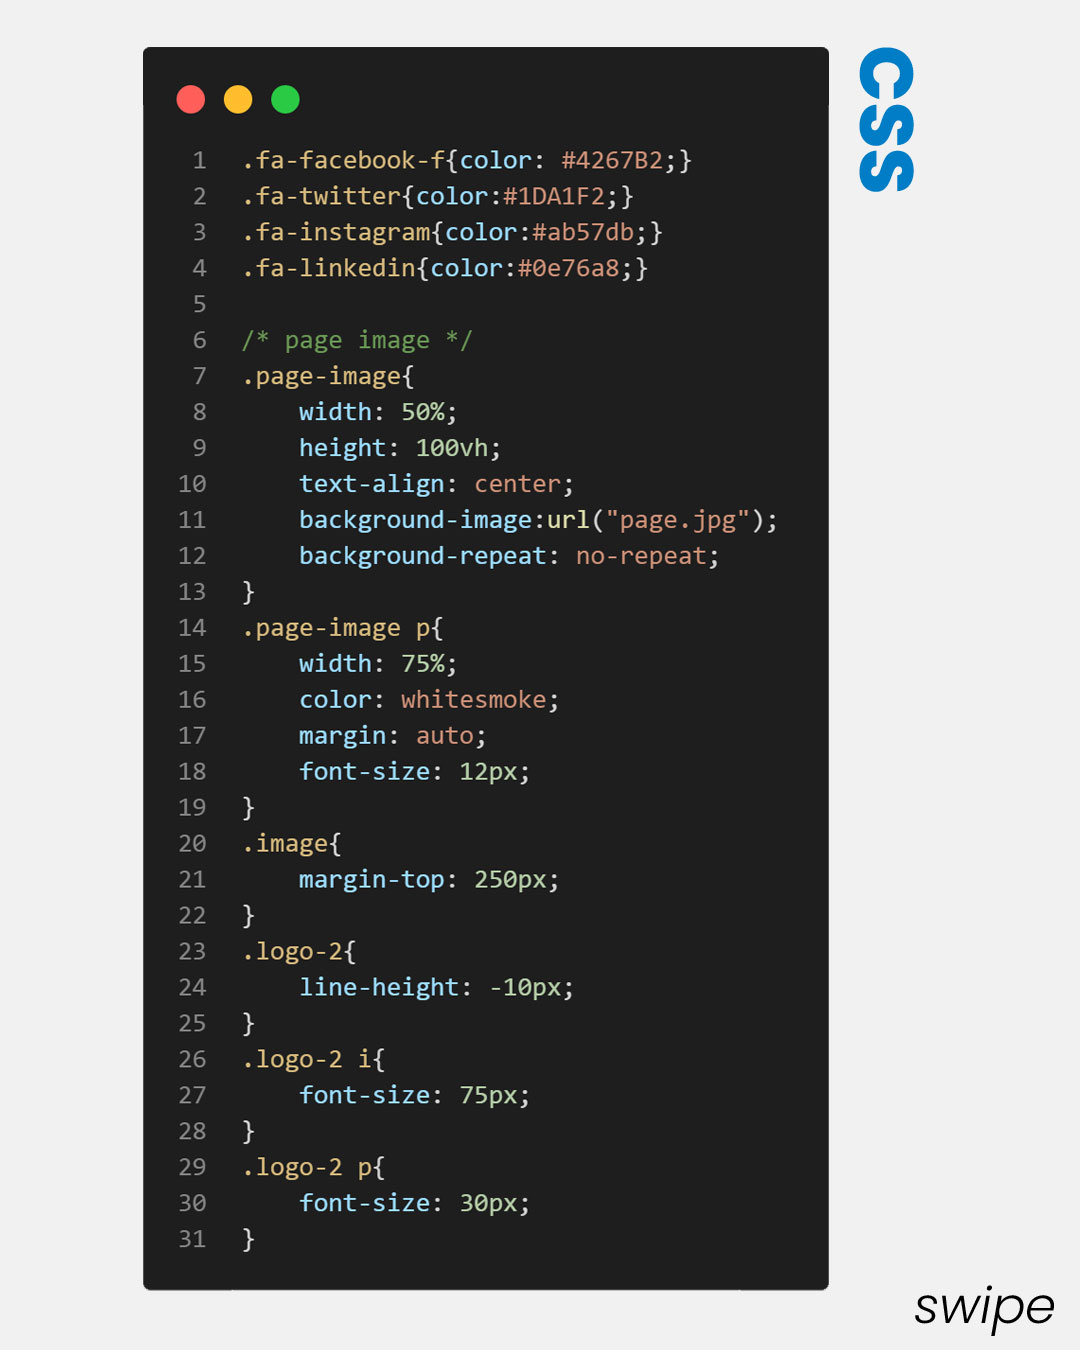 CSS
1 .fa-facebook-f{color: #4267B2;}
2 .fa-twitter{color:#1DA1F2;}
3 .fa-instagram{color:#ab57db;}
4 .fa-linkedin{color:#0e76a8;}
5
6 /* page image */
7 .page-image{
8     width: 50%;
9     height: 100vh;
10     text-align: center;
11     background-image:url("page.jpg");
12     background-repeat: no-repeat;
13 }
14 .page-image p{
15     width: 75%;
16     color: whitesmoke;
17     margin: auto;
18     font-size: 12px;
19 }
20 .image{
21     margin-top: 250px;
22 }
23 .logo-2{
24     line-height: -10px;
25 }
26 .logo-2 i{
27     font-size: 75px;
28 }
29 .logo-2 p{
30     font-size: 30px;
31 }
swipe